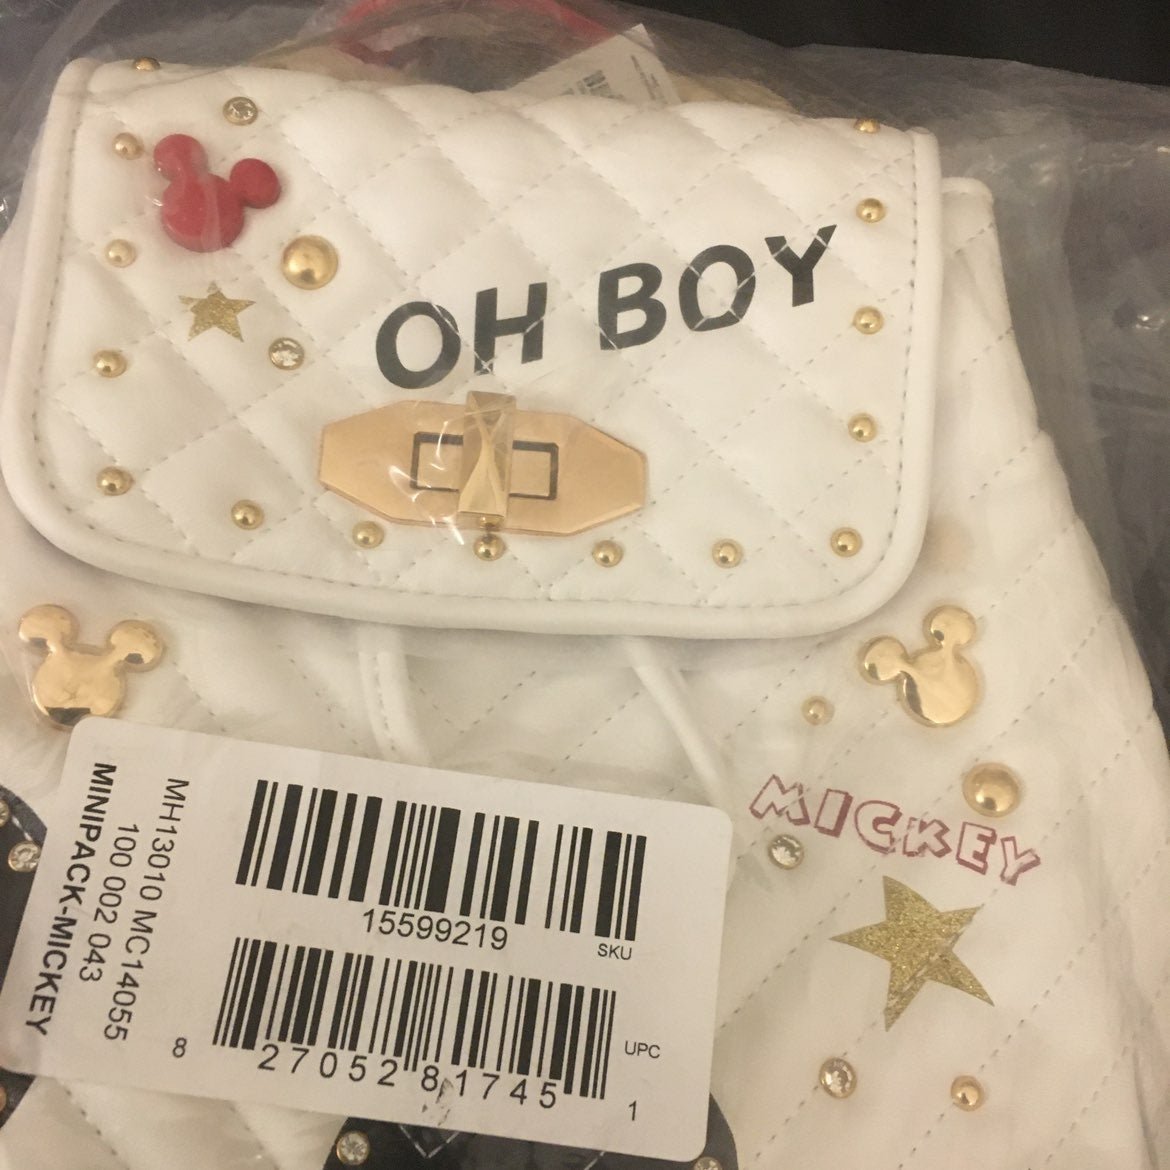 OH BOY
MICKEY
MH13010 MC14055
100 002 043
MINIPACK-MICKEY
15599219
SKU
8 27052 81745 1
UPC